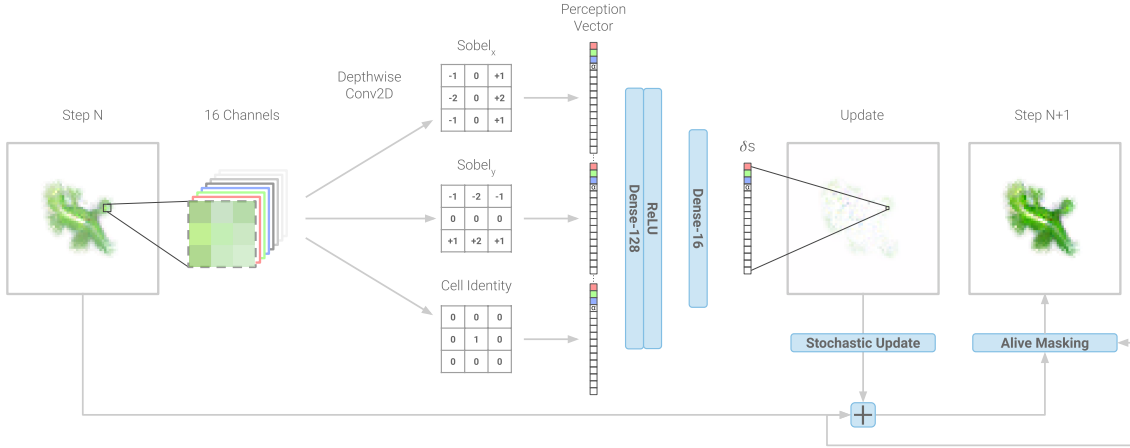 Perception
Vector
Sobel_x
Depthwise
Conv2D
-1 0 +1
-2 0 +2
-1 0 +1
α
Step N
16 Channels
Update
Step N+1
Sobel_y
-1 -2 -1
0 0 0
+1 +2 +1
α
Dense-128
ReLU
Dense-16
δs
α
Cell Identity
0 0 0
0 1 0
0 0 0
α
Stochastic Update
Alive Masking
+